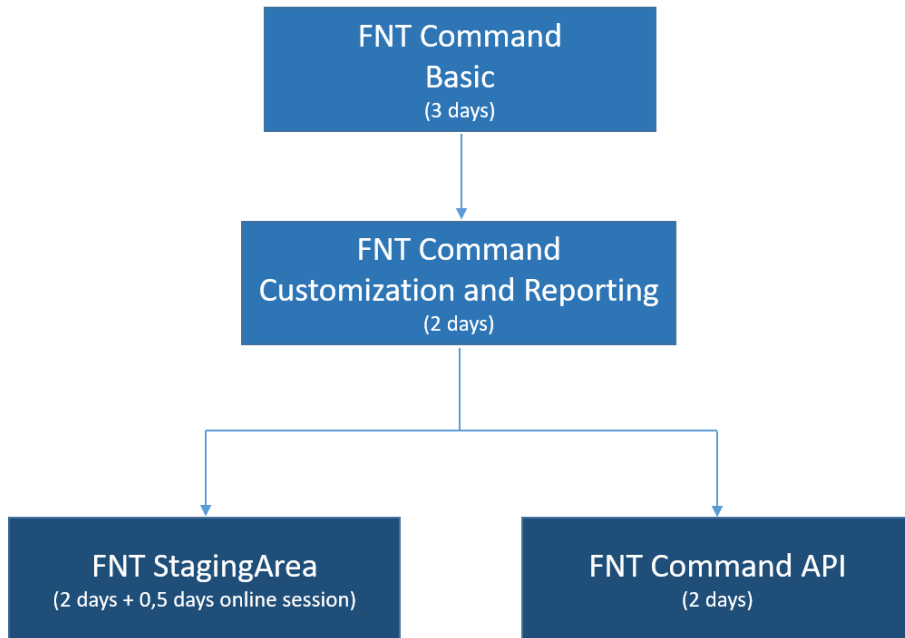 FNT Command
Basic
(3 days)
FNT Command
Customization and Reporting
(2 days)
FNT StagingArea
(2 days + 0,5 days online session)
FNT Command API
(2 days)